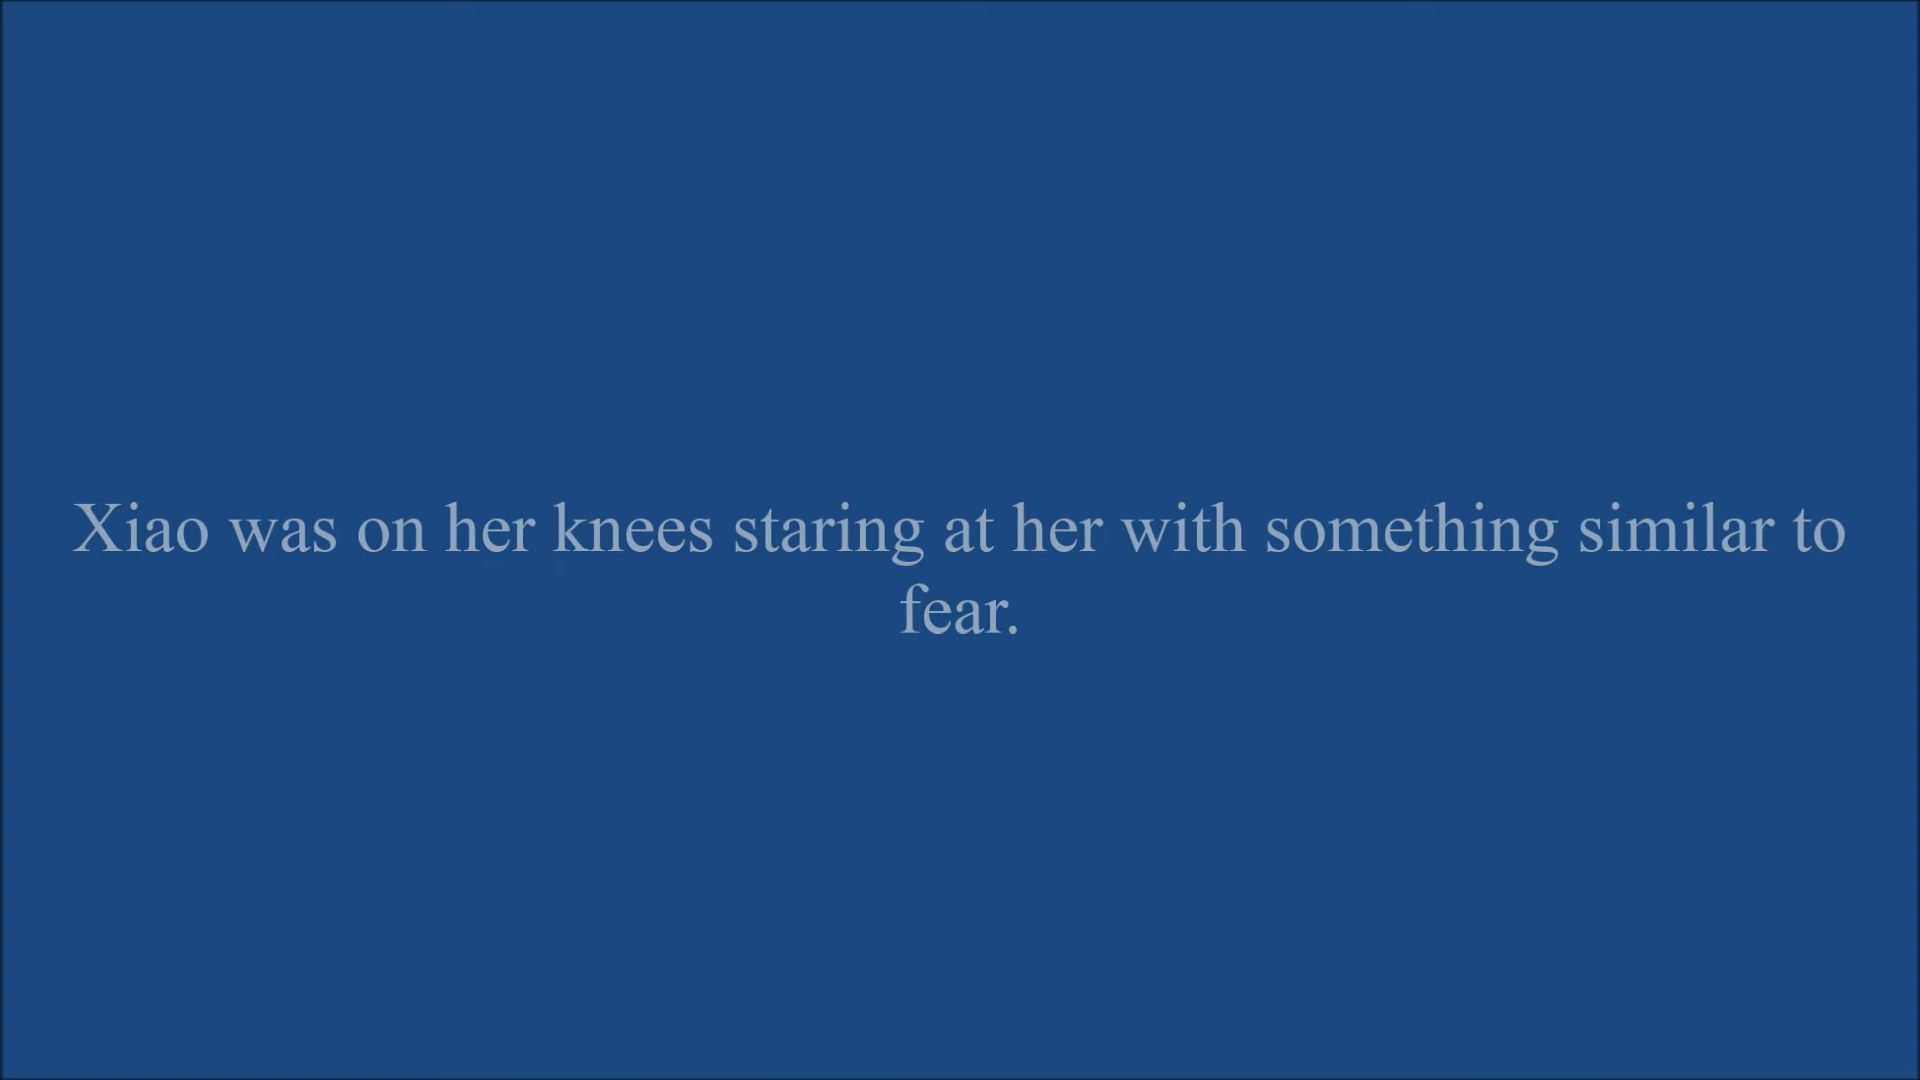 Xiao was on her knees staring at her with something similar to
fear.